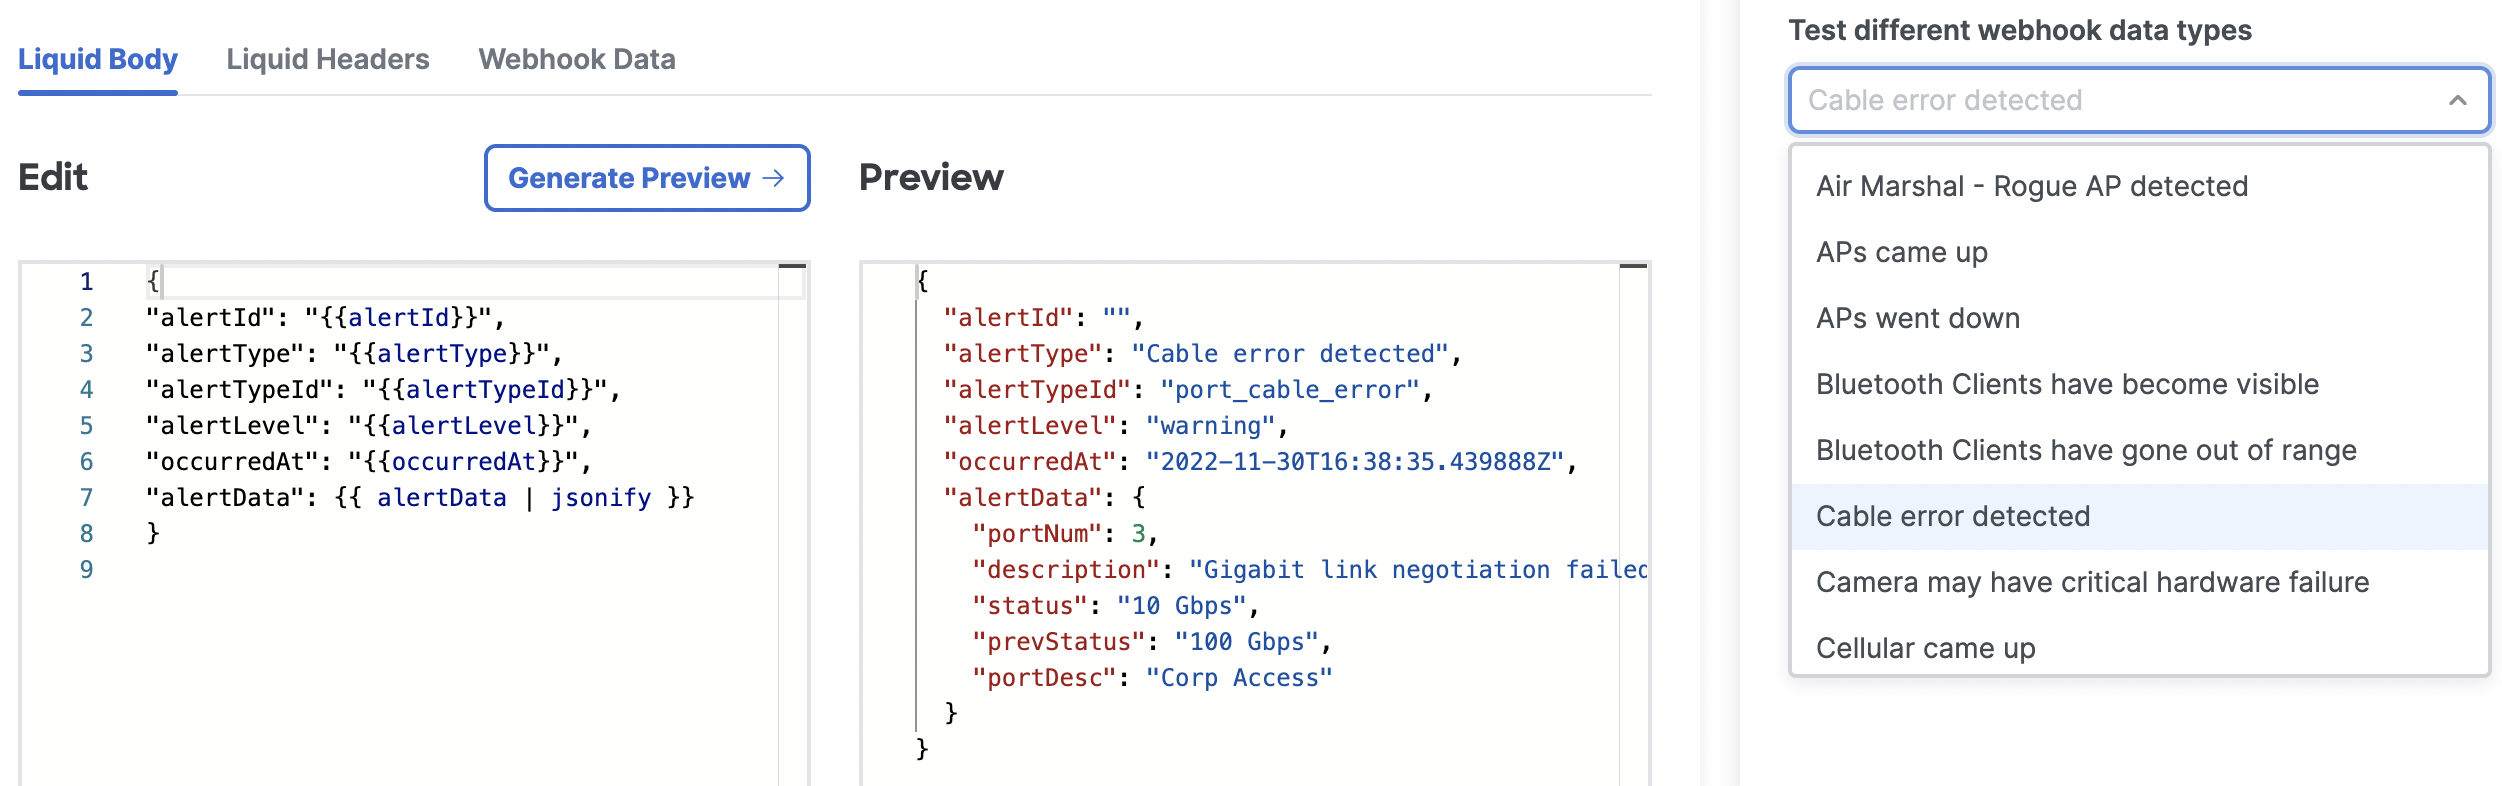 Liquid Body
Liquid Headers
Webhook Data
Edit
Generate Preview →
1 {
2 "alertId": "{{alertId}}",
3 "alertType": "{{alertType}}",
4 "alertTypeId": "{{alertTypeId}}",
5 "alertLevel": "{{alertLevel}}",
6 "occurredAt": "{{occurredAt}}",
7 "alertData": {{ alertData | jsonify }}
8 }
9
Preview
{
"alertId": "",
"alertType": "Cable error detected",
"alertTypeId": "port_cable_error",
"alertLevel": "warning",
"occurredAt": "2022-11-30T16:38:35.439888Z",
"alertData": {
"portNum": 3,
"description": "Gigabit link negotiation failed
"status": "10 Gbps",
"prevStatus": "100 Gbps",
"portDesc": "Corp Access"
}
}
Test different webhook data types
Cable error detected
Air Marshal - Rogue AP detected
APs came up
APs went down
Bluetooth Clients have become visible
Bluetooth Clients have gone out of range
Cable error detected
Camera may have critical hardware failure
Cellular came up